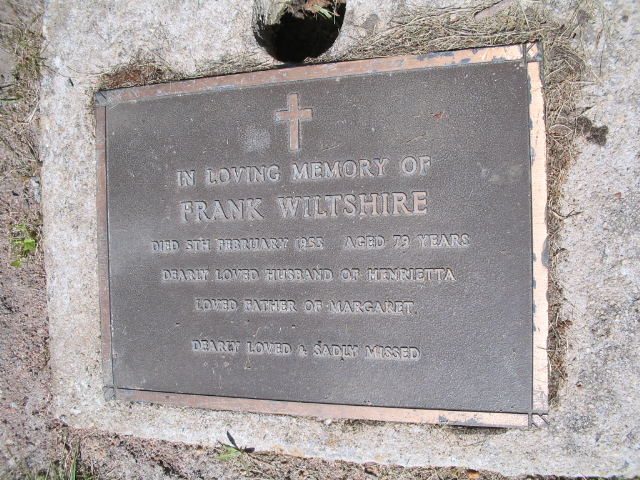 IN LOVING MEMORY OF
FRANK WILTSHIRE
DIED 5TH FEBRUARY 1953 AGED 79 YEARS
DEARLY LOVED HUSBAND OF HENRIETTA
LOVED FATHER OF MARGARET.
DEARLY LOVED & SADLY MISSED